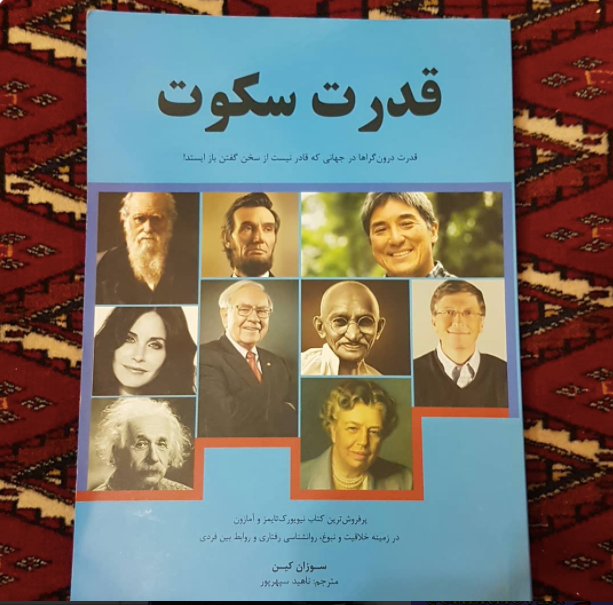 قدرت سکوت
قدرت درون‌گراها در جهانی که قادر نیست از سخن گفتن باز ایستد!
پرفروش‌ترین کتاب نیویورک‌تایمز و آمازون
در زمینه خلاقیت و نبوغ، روانشناسی رفتاری و روابط بین فردی
سوزان کین
مترجم: ناهید سپهرپور